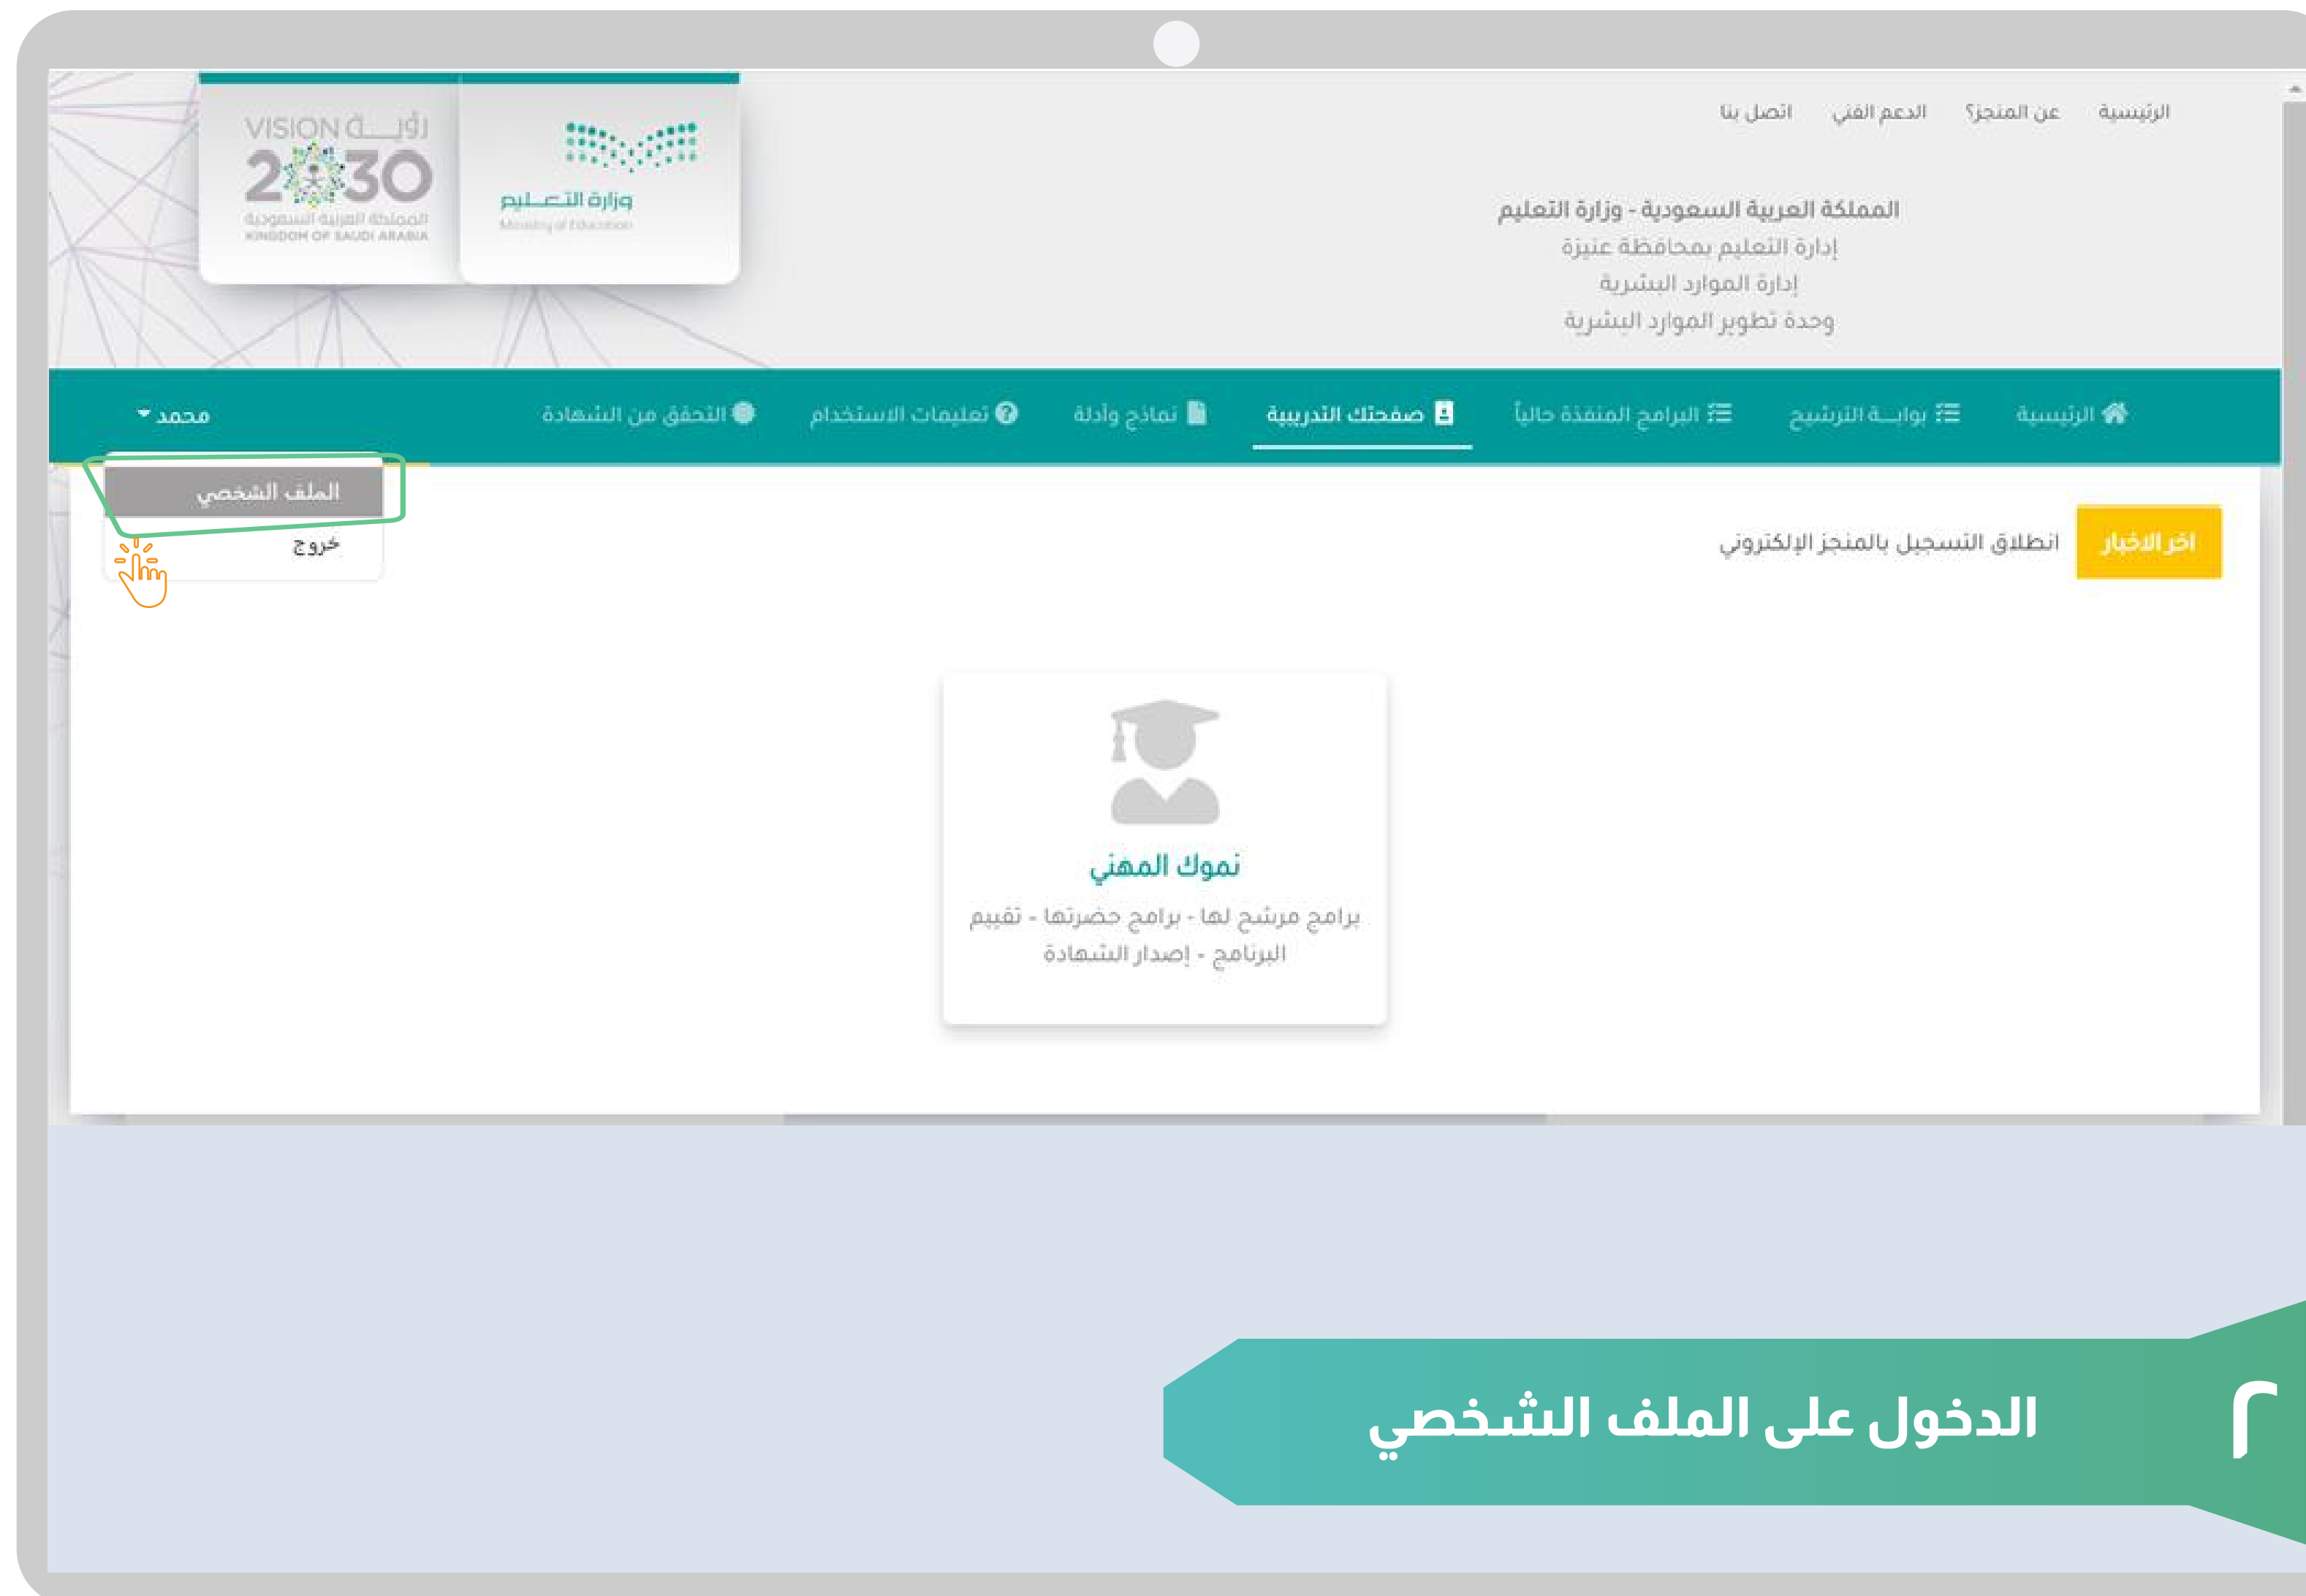 الرئيسية عن المنجز؟ الدعم الفني اتصل بنا
المملكة العربية السعودية - وزارة التعليم
إدارة التعليم بمحافظة عنيزة
إدارة الموارد البشرية
وحدة تطوير الموارد البشرية
وزارة التعـــليم
Ministry of Education
VISION رؤيــــة
2030
المملكة العربية السعودية
KINGDOM OF SAUDI ARABIA
الرئيسية بوابــة الترشيح البرامج المنفذة حالياً صفحتك التدريبية نماذج وأدلة تعليمات الاستخدام التحقق من الشهادة محمد
الملف الشخصي
خروج
اخر الاخبار انطلاق التسجيل بالمنجز الإلكتروني
نموك المهني
برامج مرشح لها - برامج حضرتها - تقييم
البرنامج - إصدار الشهادة
٢ الدخول على الملف الشخصي